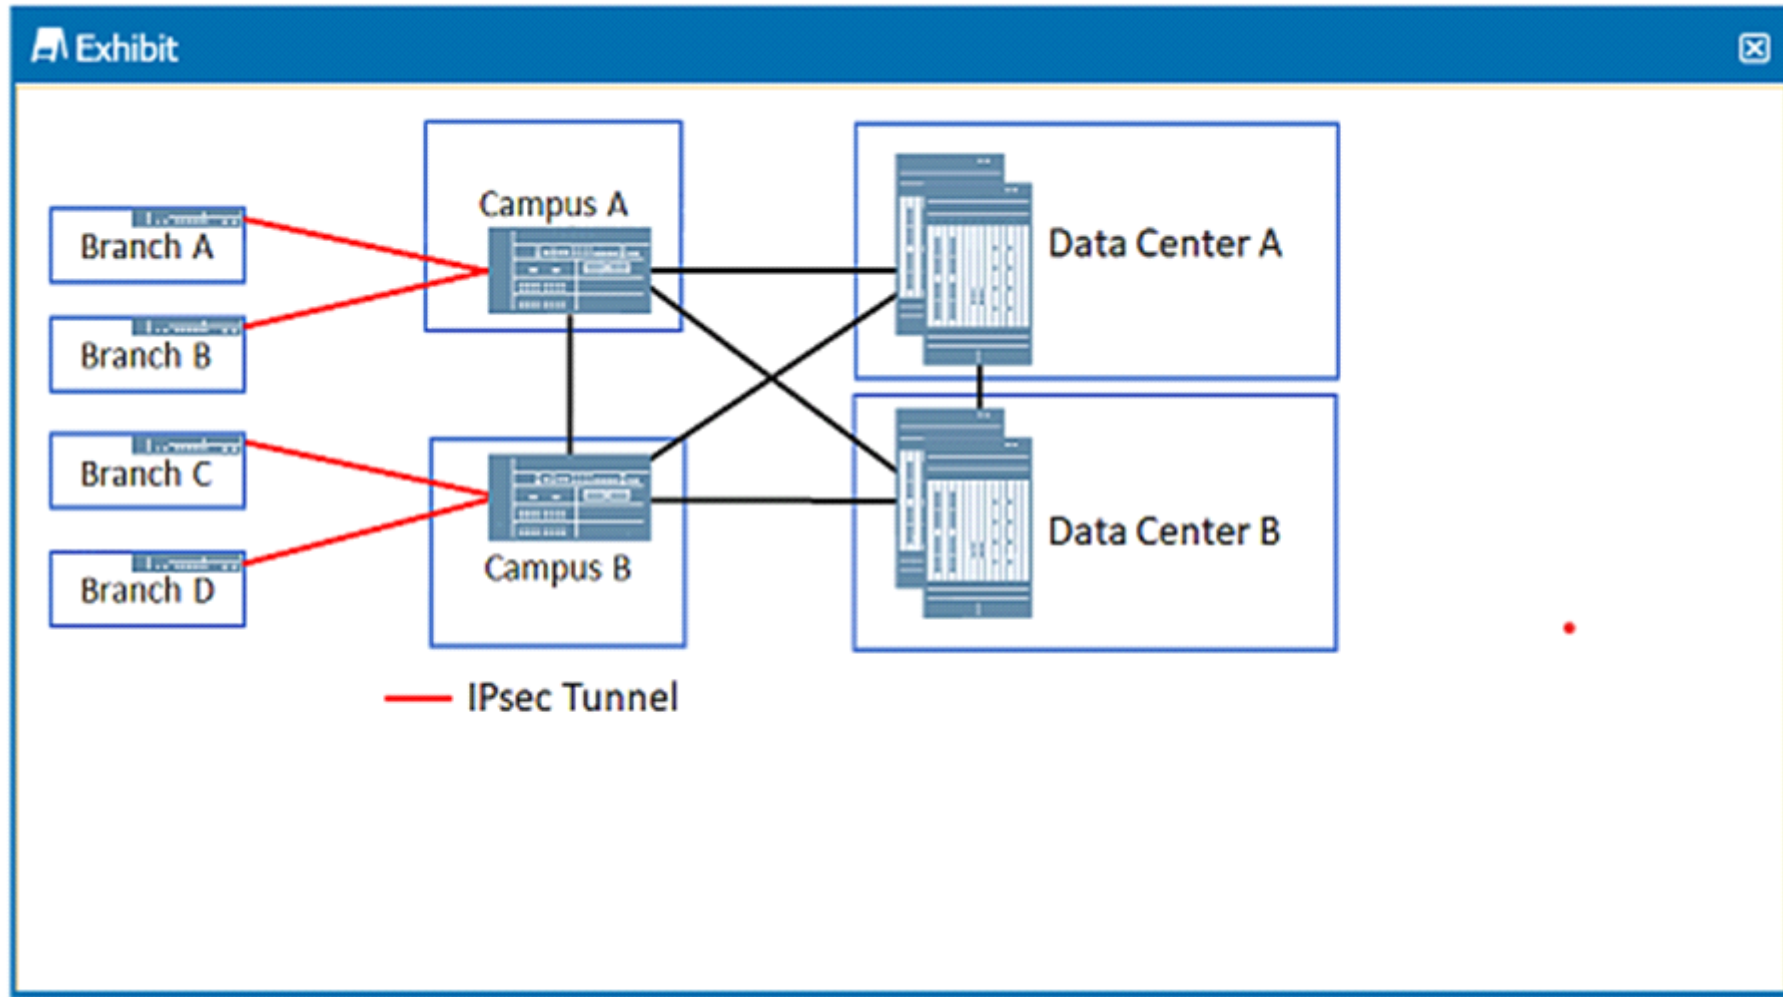 Exhibit
Campus A
Branch A
Data Center A
Branch B
Branch C
Data Center B
Campus B
Branch D
IPsec Tunnel